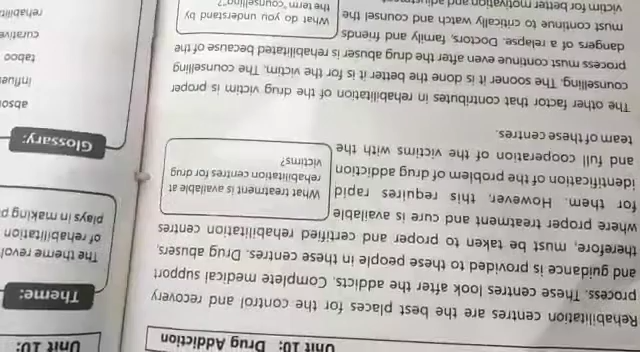 Unit 10: Drug Addiction
Rehabilitation centres are the best places for the control and recovery
process. These centres look after the addicts. Complete medical support
and guidance is provided to these people in these centres. Drug abusers,
therefore, must be taken to proper and certified rehabilitation centres
where proper treatment and cure is available
for them. However, this requires rapid
identification of the problem of drug addiction
and full cooperation of the victims with the
team of these centres.
What treatment is available at
rehabilitation centres for drug
victims?
The other factor that contributes in rehabilitation of the drug victim is proper
counselling. The sooner it is done the better it is for the victim. The counselling
process must continue even after the drug abuser is rehabilitated because of the
dangers of a relapse. Doctors, family and friends
must continue to critically watch and counsel the
victim for better motivation and adjustment
What do you understand by
the term "counselling"?
Unit 10:
Theme:
The theme revol
of rehabilitation
plays in making p
Glossary:
abso
influe
taboo
curative
rehabilit